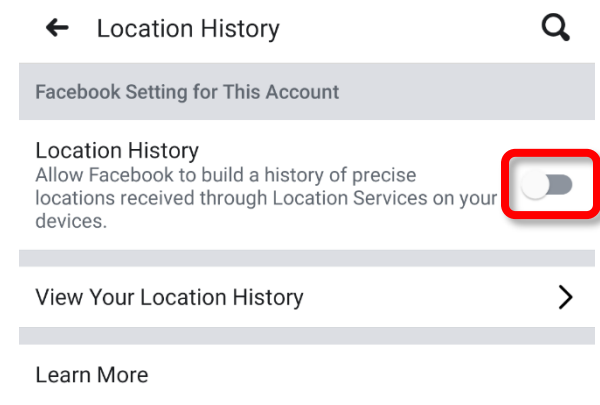 Location History
Facebook Setting for This Account
Location History
Allow Facebook to build a history of precise
locations received through Location Services on your
devices.
View Your Location History
Learn More